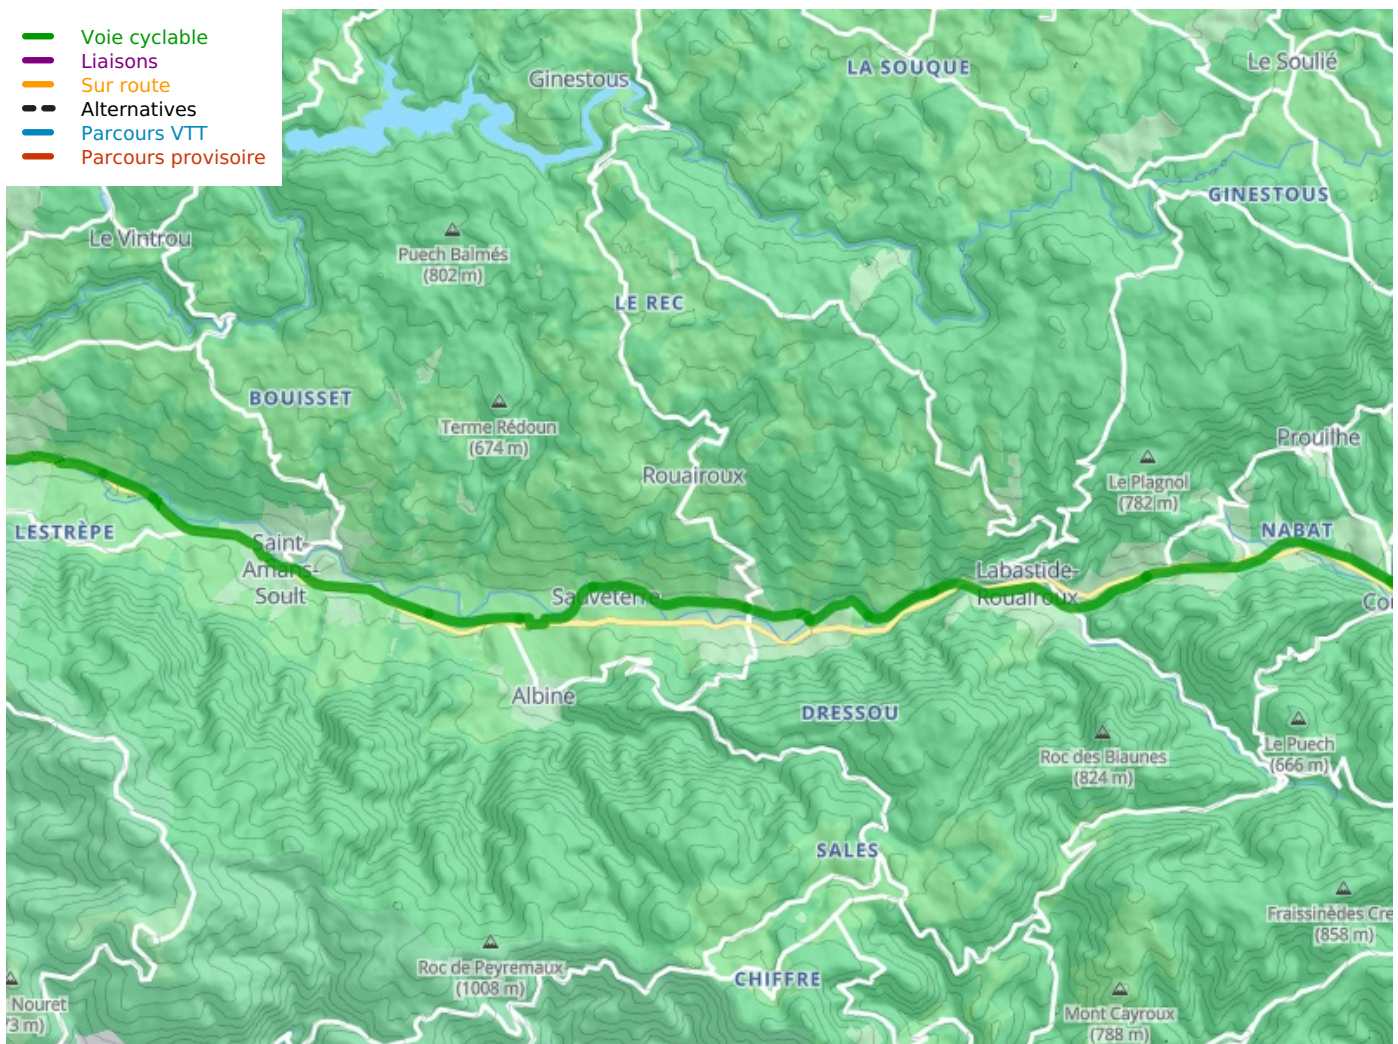 Voie cyclable
Liaisons
Sur route
Alternatives
Parcours VTT
Parcours provisoire
Ginestous
LA SOUQUE
Le Soulié
GINESTOUS
Le Vintrou
Puech Balmés
(802 m)
LE REC
BOUISSET
Terme Rédoun
(674 m)
Prouilhe
Rouairoux
Le Plagnol
(782 m)
LESTRÈPE
NABAT
Saint-
Amans-
Soult
Sauveterre
Labastide-
Rouairoux
Cou
Albine
DRESSOU
Roc des Blaunes
(824 m)
Le Puech
(666 m)
SALES
Fraissinèdes Cre
(858 m)
Roc de Peyremaux
(1008 m)
CHIFFRE
Nouret
73 m)
Mont Cayroux
(788 m)